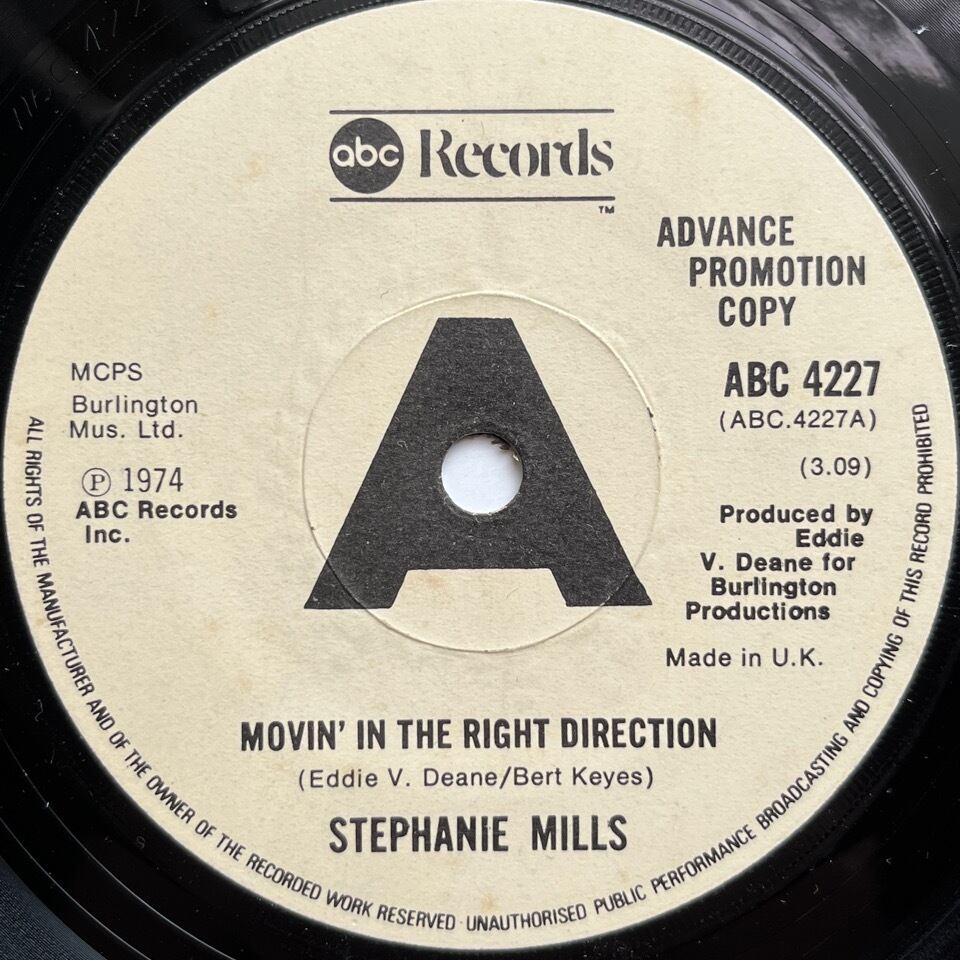 abc Records
TM
ADVANCE
PROMOTION
COPY
MCPS
Burlington
Mus. Ltd.
Ⓟ 1974
ABC Records
Inc.
A
ABC 4227
(ABC.4227A)
(3.09)
Produced by
Eddie
V. Deane for
Burlington
Productions
Made in U.K.
MOVIN' IN THE RIGHT DIRECTION
(Eddie V. Deane/Bert Keyes)
STEPHANIE MILLS
ALL RIGHTS OF THE MANUFACTURER AND OF THE OWNER OF THE RECORDED WORK RESERVED · UNAUTHORISED PUBLIC PERFORMANCE BROADCASTING AND COPYING OF THIS RECORD PROHIBITED